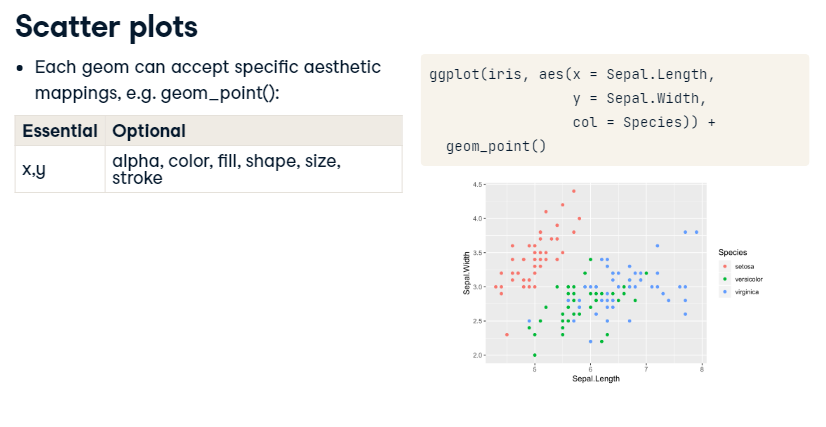 Scatter plots
• Each geom can accept specific aesthetic
mappings, e.g. geom_point():
Essential Optional
x,y alpha, color, fill, shape, size,
stroke
ggplot(iris, aes(x = Sepal.Length,
y = Sepal.Width,
col = Species)) +
geom_point()
4.5
4.0
3.5
3.0
2.5
2.0
Sepal.Width
5 6 7 8
Sepal.Length
Species
setosa
versicolor
virginica